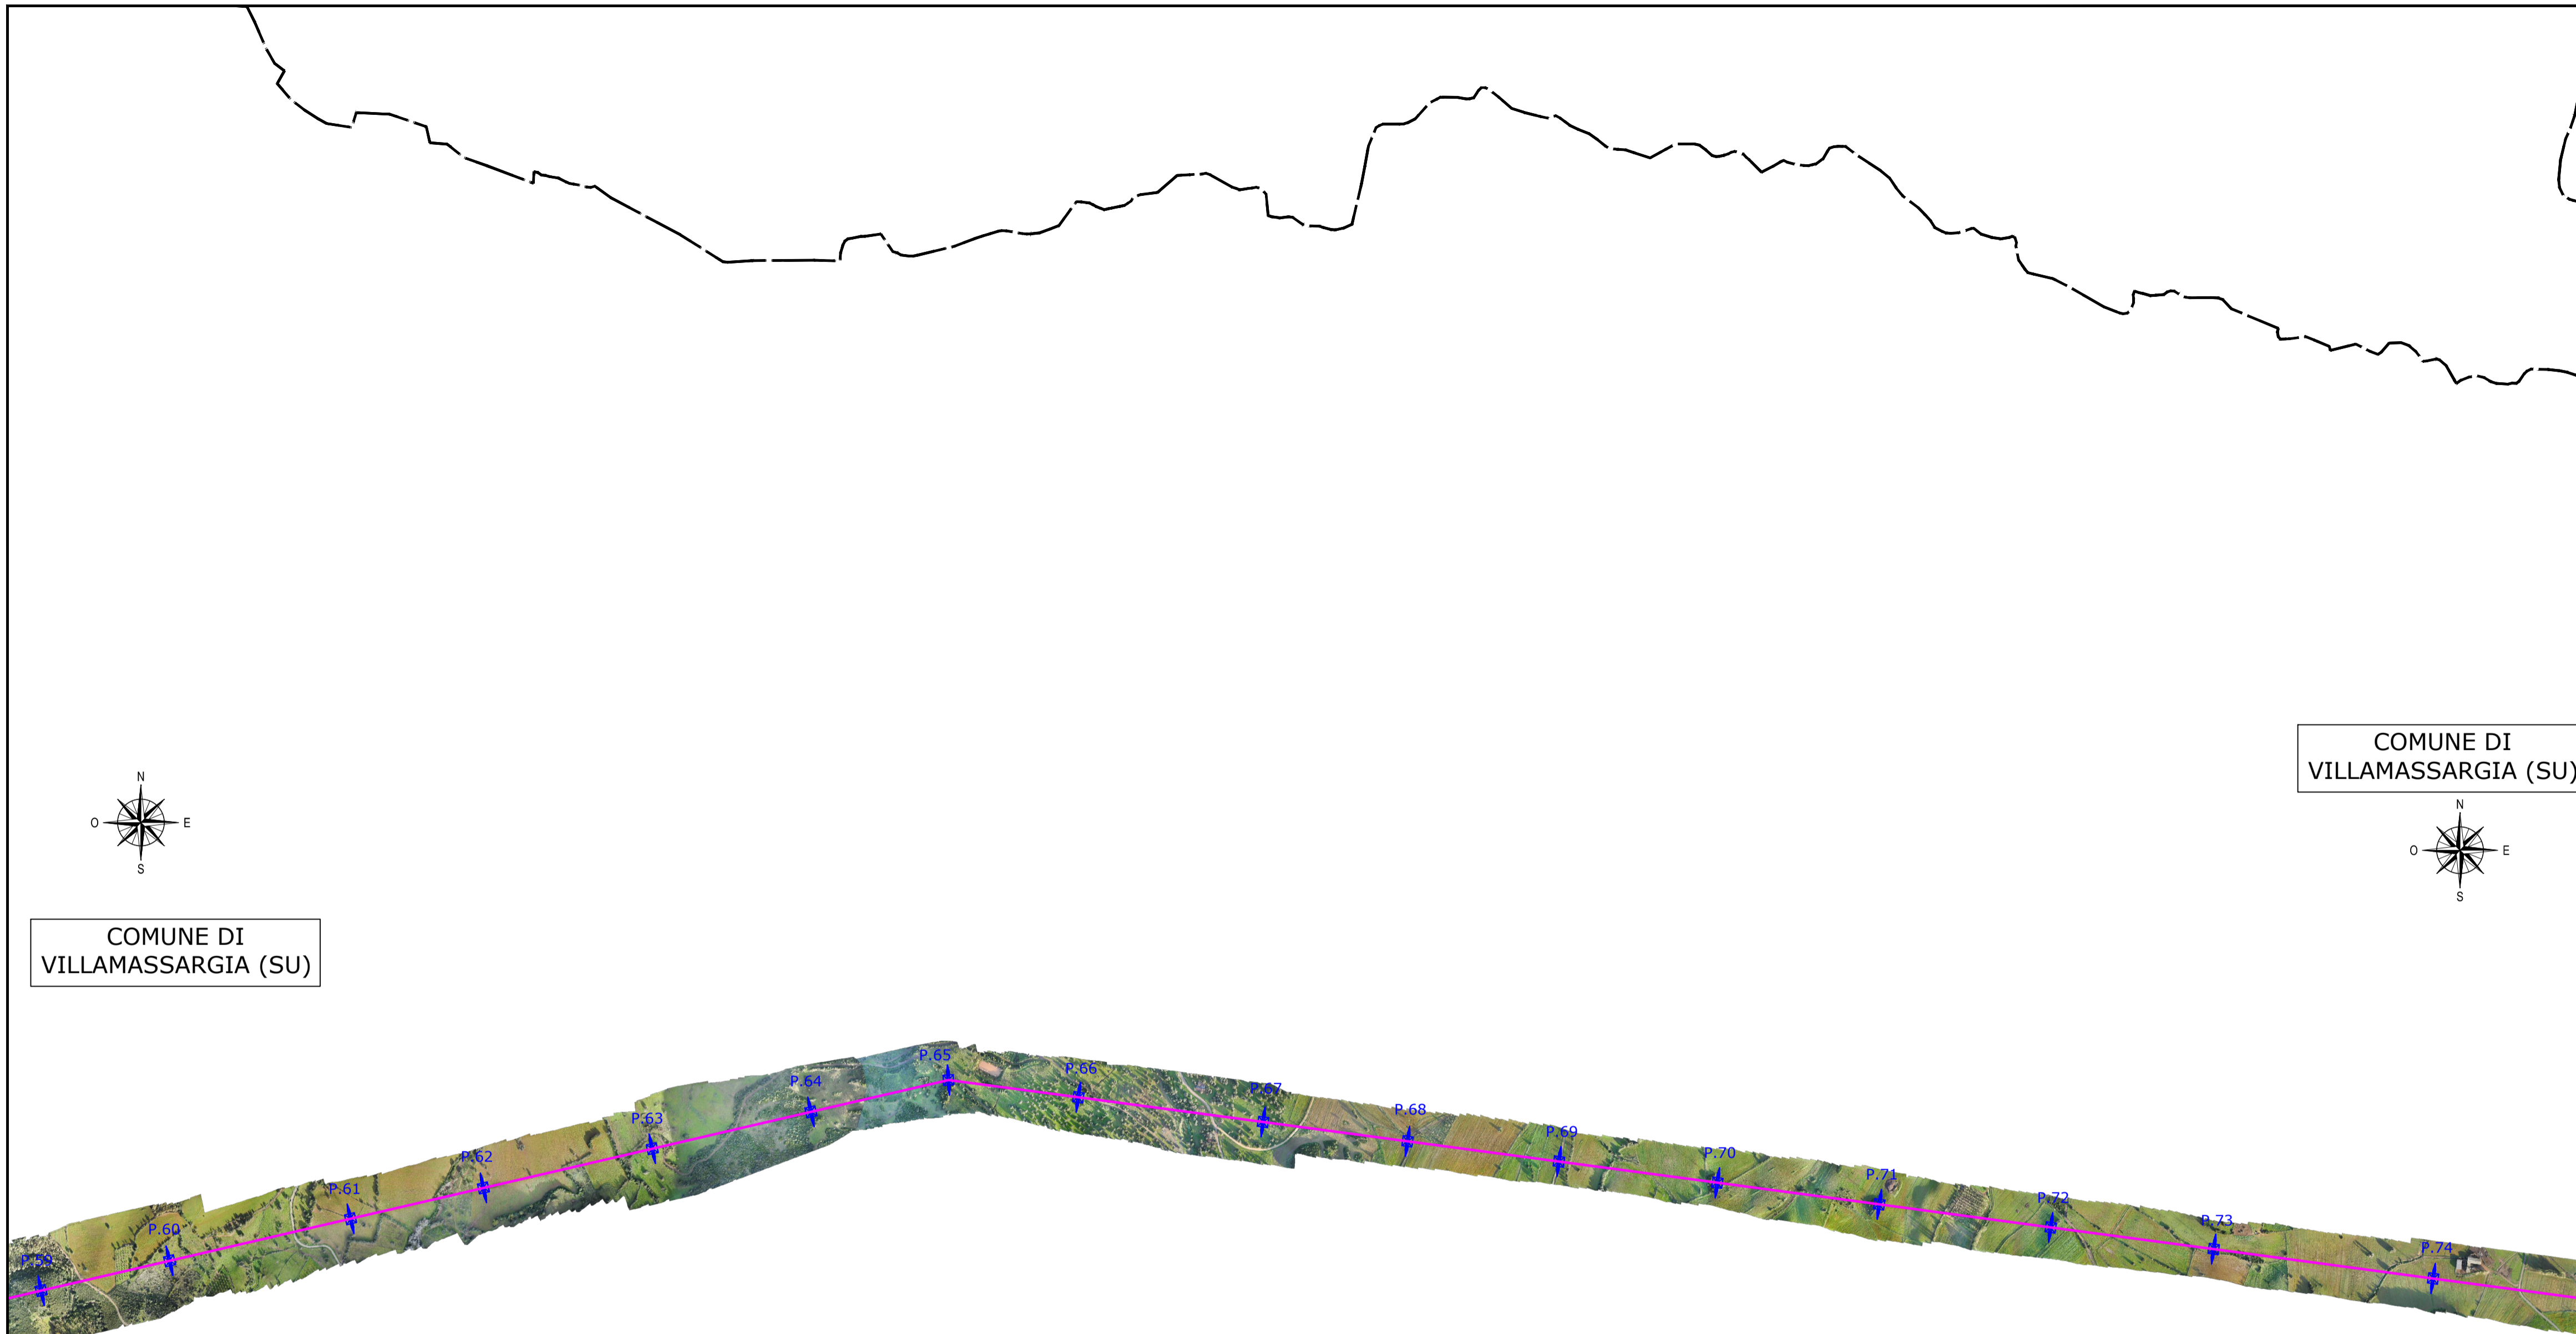 COMUNE DI
VILLAMASSARGIA (SU)
N
O
E
S
N
O
E
S
COMUNE DI
VILLAMASSARGIA (SU)
P.59
P.60
P.61
P.62
P.63
P.64
P.65
P.66
P.67
P.68
P.69
P.70
P.71
P.72
P.73
P.74